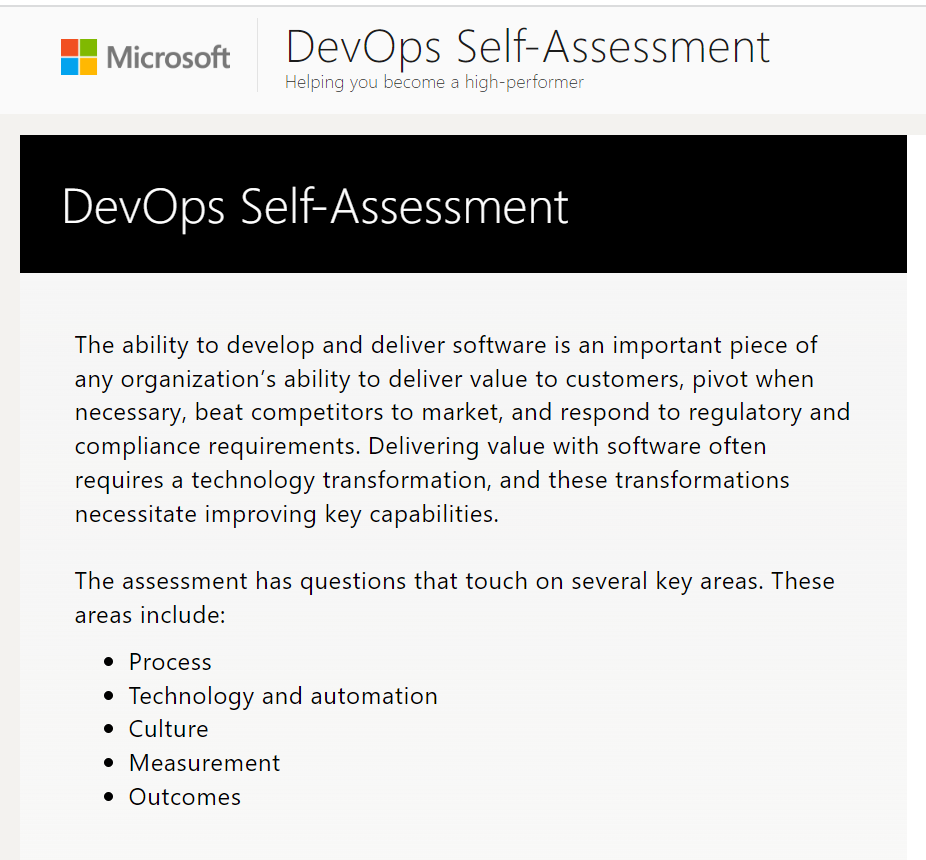 Microsoft
DevOps Self-Assessment
Helping you become a high-performer
DevOps Self-Assessment
The ability to develop and deliver software is an important piece of
any organization’s ability to deliver value to customers, pivot when
necessary, beat competitors to market, and respond to regulatory and
compliance requirements. Delivering value with software often
requires a technology transformation, and these transformations
necessitate improving key capabilities.
The assessment has questions that touch on several key areas. These
areas include:
• Process
• Technology and automation
• Culture
• Measurement
• Outcomes